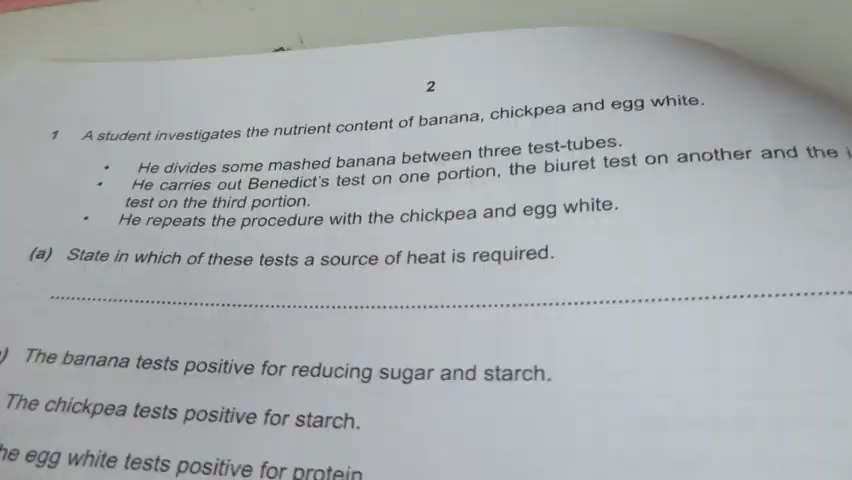 2
1 A student investigates the nutrient content of banana, chickpea and egg white.
• He divides some mashed banana between three test-tubes.
• He carries out Benedict's test on one portion, the biuret test on another and the
test on the third portion.
• He repeats the procedure with the chickpea and egg white.
(a) State in which of these tests a source of heat is required.
) The banana tests positive for reducing sugar and starch.
The chickpea tests positive for starch.
he egg white tests positive for protein